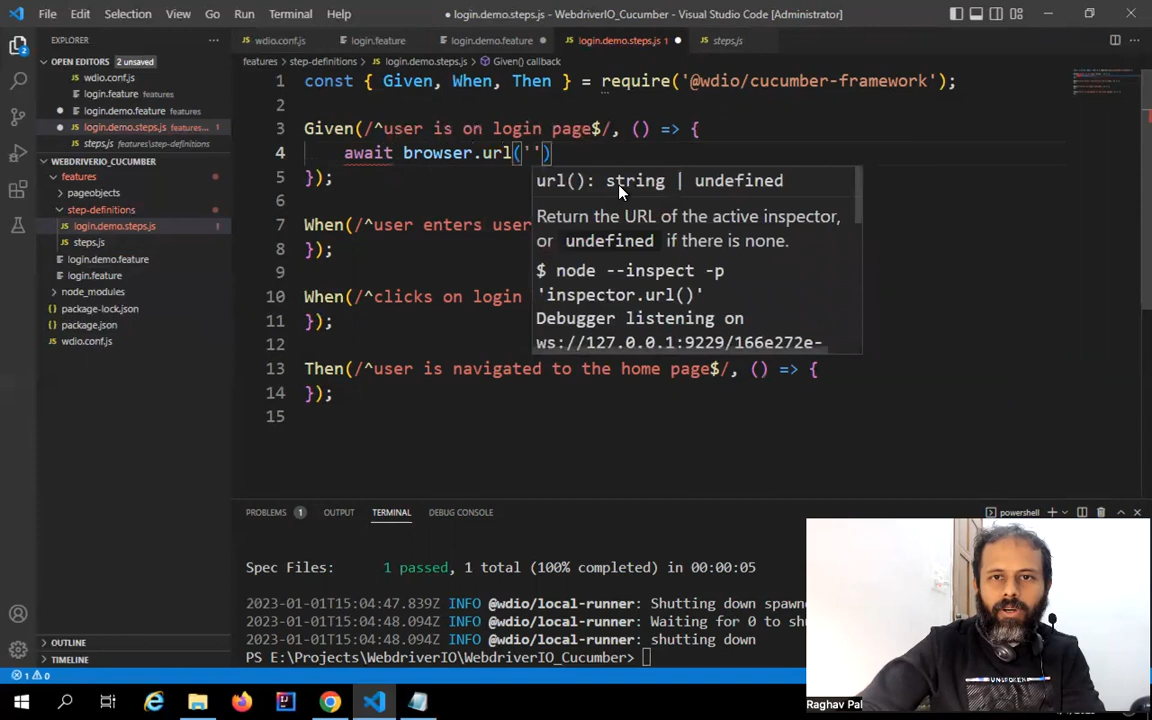 File Edit Selection View Go Run Terminal Help
● login.demo.steps.js - WebdriverIO_Cucumber - Visual Studio Code [Administrator]
EXPLORER
wdio.conf.js
login.feature
login.demo.feature
login.demo.steps.js 1
steps.js
OPEN EDITORS 2 unsaved
wdio.conf.js
login.feature features
login.demo.feature features
login.demo.steps.js features... 1
steps.js features\step-definitions
WEBDRIVERIO_CUCUMBER
features
pageobjects
step-definitions
login.demo.steps.js
steps.js
login.demo.feature
login.feature
node_modules
package-lock.json
package.json
wdio.conf.js
OUTLINE
TIMELINE
features > step-definitions > login.demo.steps.js > Given() callback
1 const { Given, When, Then } = require('@wdio/cucumber-framework');
2
3 Given(/^user is on login page$/, () => {
4 await browser.url('')
5 });
6
7 When(/^user enters user
8 });
9
10 When(/^clicks on login
11 });
12
13 Then(/^user is navigated to the home page$/, () => {
14 });
15
url(): string | undefined
Return the URL of the active inspector,
or undefined if there is none.
$ node --inspect -p
'inspector.url()'
Debugger listening on
ws://127.0.0.1:9229/166e272e-
PROBLEMS 1 OUTPUT TERMINAL DEBUG CONSOLE
powershell
Spec Files: 1 passed, 1 total (100% completed) in 00:00:05
2023-01-01T15:04:47.839Z INFO @wdio/local-runner: Shutting down spawne
2023-01-01T15:04:48.094Z INFO @wdio/local-runner: Waiting for 0 to shu
2023-01-01T15:04:48.094Z INFO @wdio/local-runner: shutting down
PS E:\Projects\WebdriverIO\WebdriverIO_Cucumber>
1 0
Raghav Pal